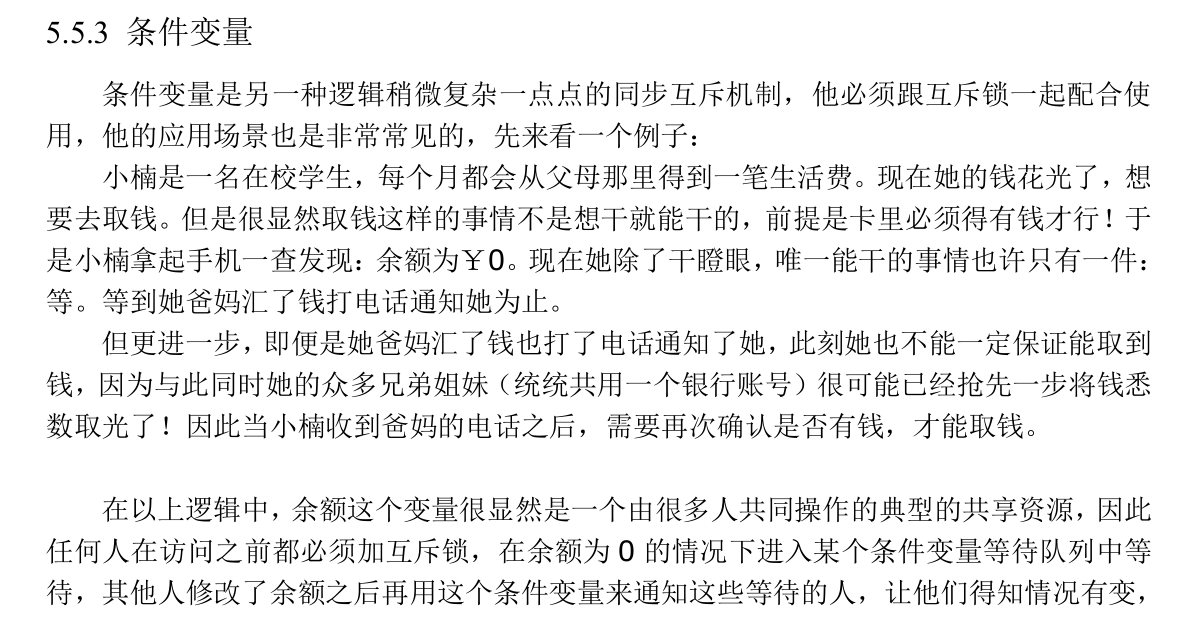 5.5.3 条件变量
条件变量是另一种逻辑稍微复杂一点点的同步互斥机制，他必须跟互斥锁一起配合使
用，他的应用场景也是非常常见的，先来看一个例子：
小楠是一名在校学生，每个月都会从父母那里得到一笔生活费。现在她的钱花光了，想
要去取钱。但是很显然取钱这样的事情不是想干就能干的，前提是卡里必须得有钱才行！于
是小楠拿起手机一查发现：余额为￥0。现在她除了干瞪眼，唯一能干的事情也许只有一件：
等。等到她爸妈汇了钱打电话通知她为止。
但更进一步，即便是她爸妈汇了钱也打了电话通知了她，此刻她也不能一定保证能取到
钱，因为与此同时她的众多兄弟姐妹（统统共用一个银行账号）很可能已经抢先一步将钱悉
数取光了！因此当小楠收到爸妈的电话之后，需要再次确认是否有钱，才能取钱。
在以上逻辑中，余额这个变量很显然是一个由很多人共同操作的典型的共享资源，因此
任何人在访问之前都必须加互斥锁，在余额为 0 的情况下进入某个条件变量等待队列中等
待，其他人修改了余额之后再用这个条件变量来通知这些等待的人，让他们得知情况有变，